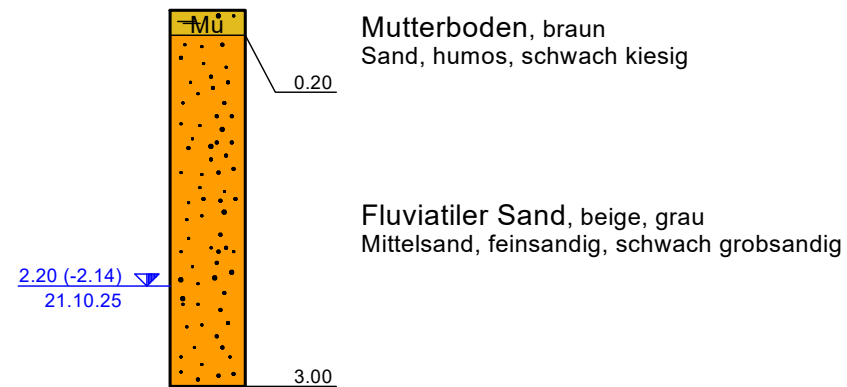 Mu
Mutterboden, braun
Sand, humos, schwach kiesig
0.20
Fluviatiler Sand, beige, grau
Mittelsand, feinsandig, schwach grobsandig
2.20 (-2.14)
21.10.25
3.00